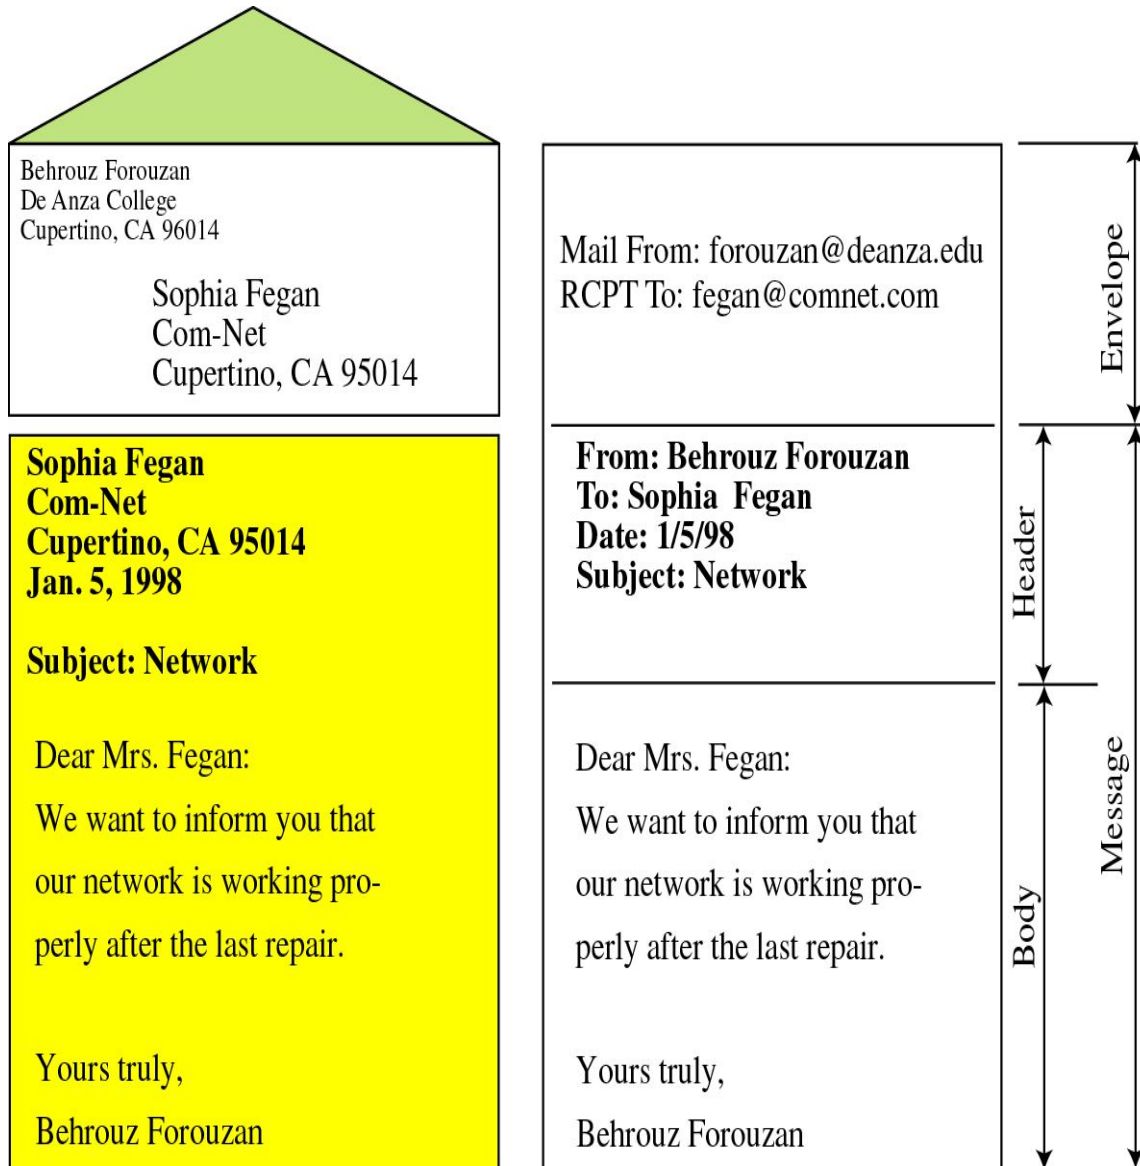 Behrouz Forouzan
De Anza College
Cupertino, CA 96014
Sophia Fegan
Com-Net
Cupertino, CA 95014
Sophia Fegan
Com-Net
Cupertino, CA 95014
Jan. 5, 1998
Subject: Network
Dear Mrs. Fegan:
We want to inform you that
our network is working pro-
perly after the last repair.
Yours truly,
Behrouz Forouzan
Mail From: forouzan@deanza.edu
RCPT To: fegan@comnet.com
From: Behrouz Forouzan
To: Sophia Fegan
Date: 1/5/98
Subject: Network
Dear Mrs. Fegan:
We want to inform you that
our network is working pro-
perly after the last repair.
Yours truly,
Behrouz Forouzan
Envelope
Header
Body
Message